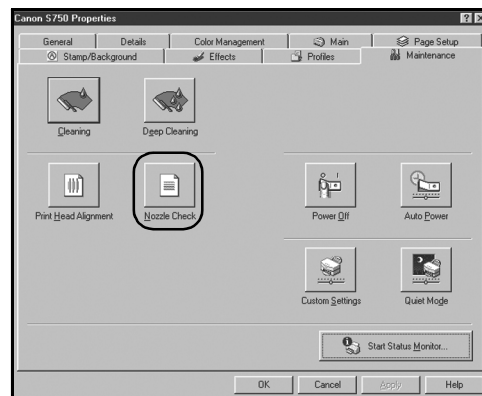 Canon S750 Properties
General Details Color Management Main Page Setup
Stamp/Background Effects Profiles Maintenance
Cleaning Deep Cleaning
Print Head Alignment Nozzle Check Power Off Auto Power
Custom Settings Quiet Mode
Start Status Monitor...
OK Cancel Apply Help